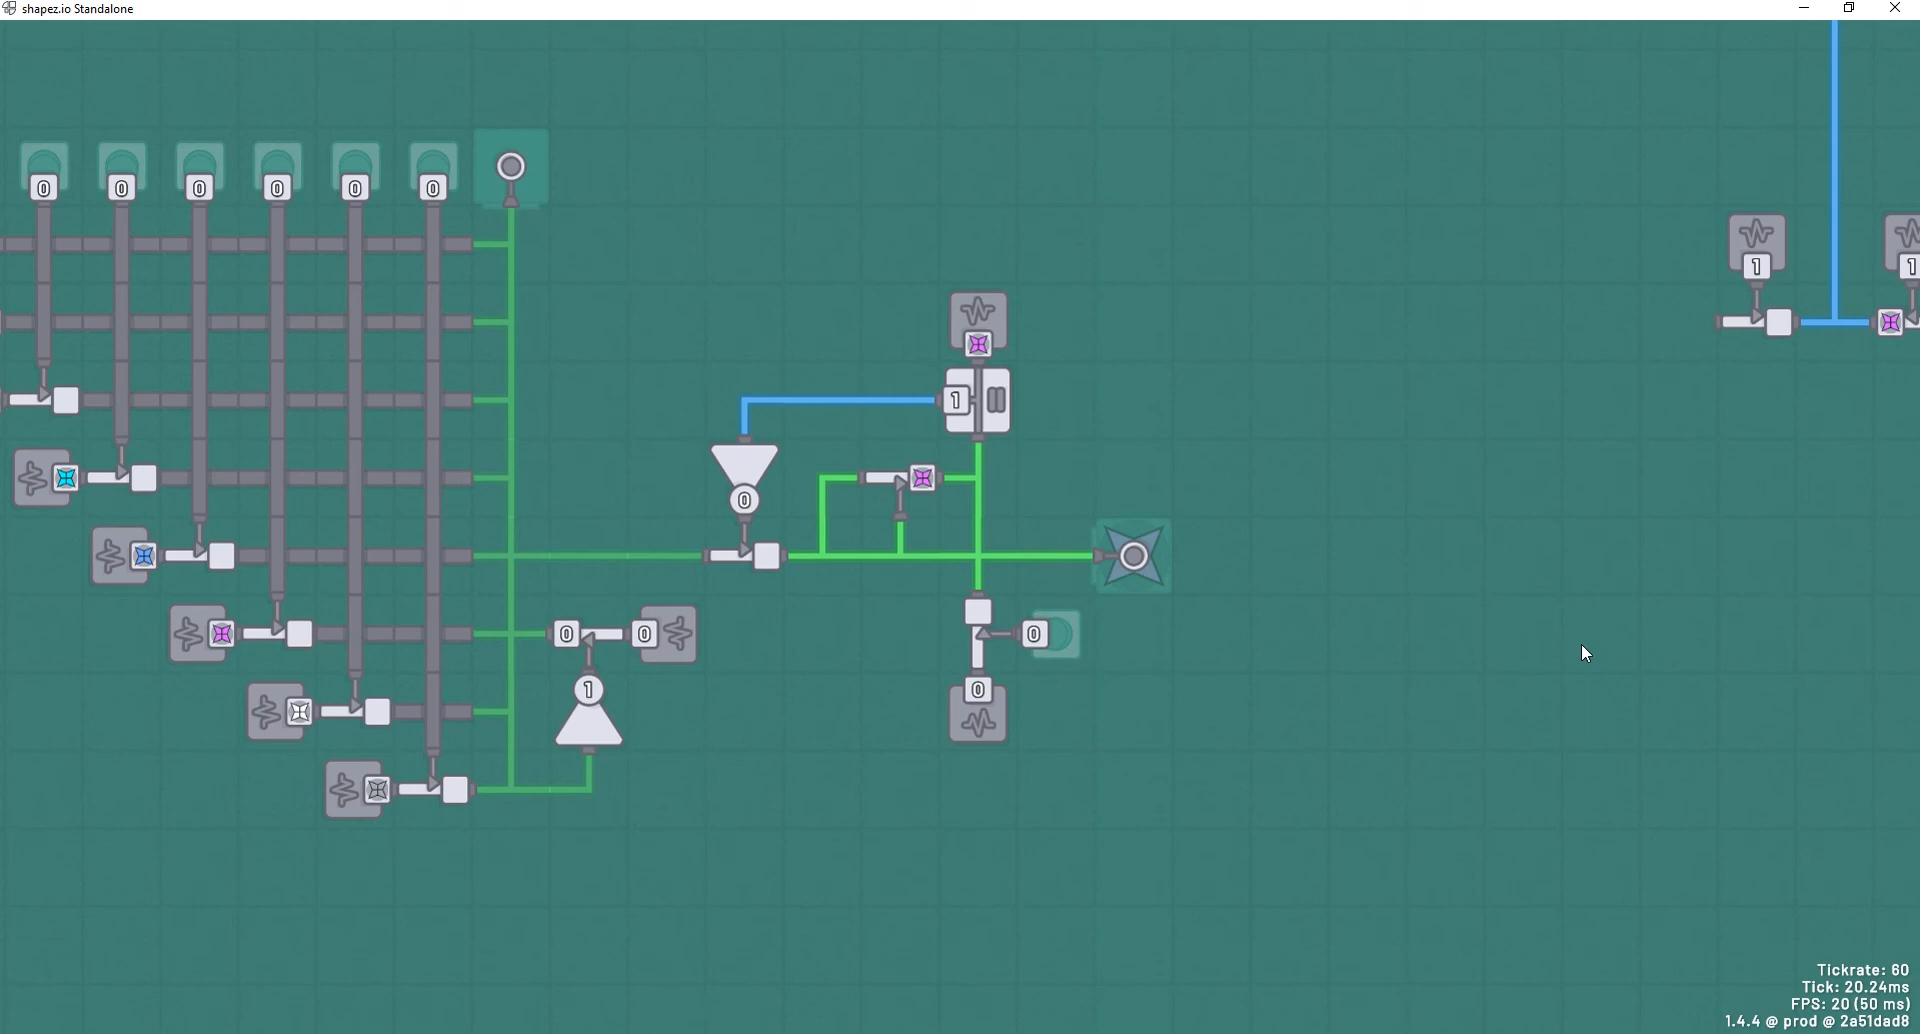 shapez.io Standalone
0 0 0 0 0 0
1 1
1
0
0 0 0
1 0
Tickrate: 60
Tick: 20.24ms
FPS: 20 (50 ms)
1.4.4 @ prod @ 2a51dad8